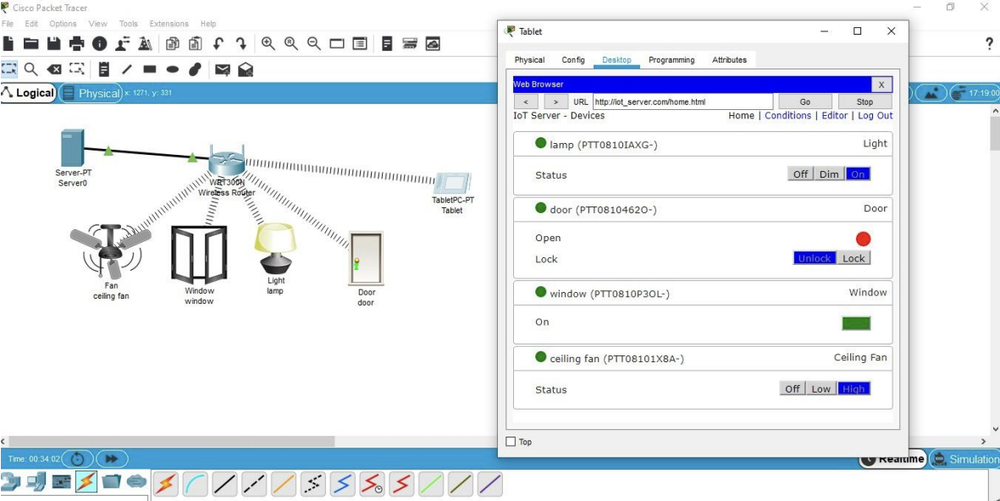 Cisco Packet Tracer
File Edit Options View Tools Extensions Help
?
Logical Physical x: 1271, y: 331 17:19:00
Server-PT
Server0
WRT300N
Wireless Router
TabletPC-PT
Tablet
Fan
ceiling fan
Window
window
Light
lamp
Door
door
Tablet
Physical Config Desktop Programming Attributes
Web Browser X
< > URL http://iot_server.com/home.html Go Stop
IoT Server - Devices Home | Conditions | Editor | Log Out
lamp (PTT0810IAXG-) Light
Status Off Dim On
door (PTT0810462O-) Door
Open
Lock Unlock Lock
window (PTT0810P3OL-) Window
On
ceiling fan (PTT08101X8A-) Ceiling Fan
Status Off Low High
Top
Time: 00:34:02 Realtime Simulation